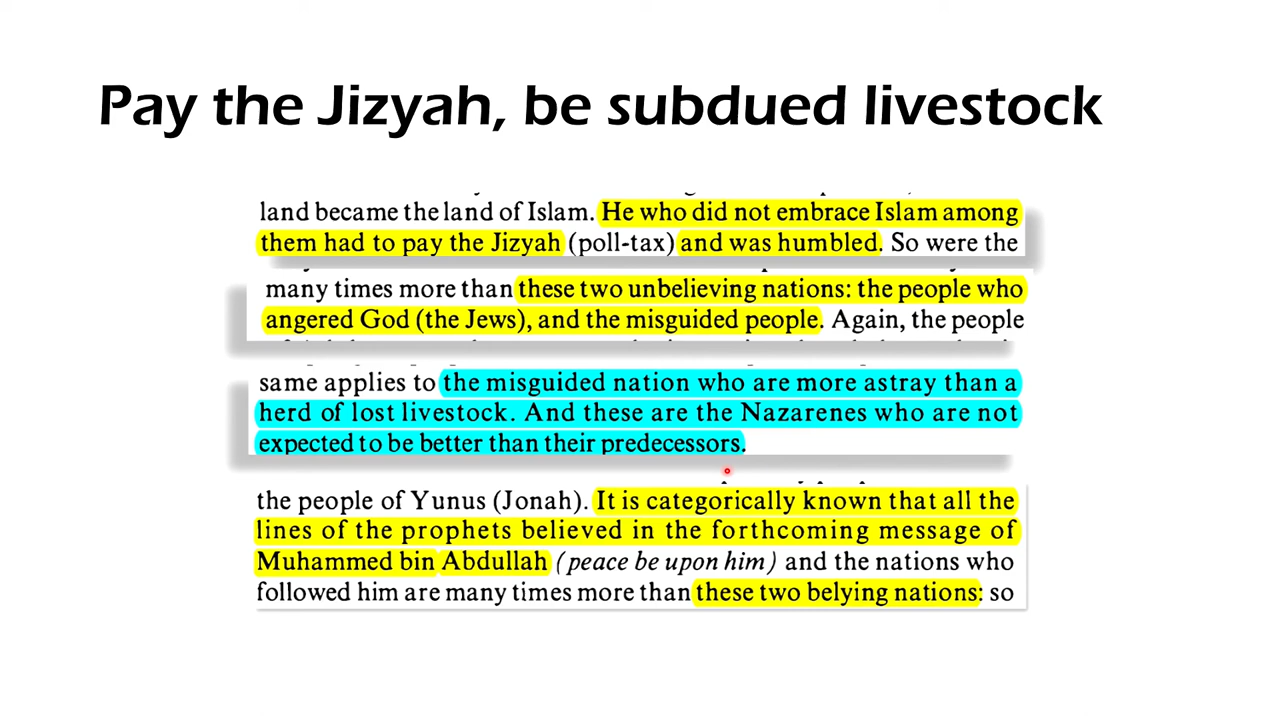 Pay the Jizyah, be subdued livestock
land became the land of Islam. He who did not embrace Islam among
them had to pay the Jizyah (poll-tax) and was humbled. So were the
many times more than these two unbelieving nations: the people who
angered God (the Jews), and the misguided people. Again, the people
same applies to the misguided nation who are more astray than a
herd of lost livestock. And these are the Nazarenes who are not
expected to be better than their predecessors.
the people of Yunus (Jonah). It is categorically known that all the
lines of the prophets believed in the forthcoming message of
Muhammed bin Abdullah (peace be upon him) and the nations who
followed him are many times more than these two belying nations: so